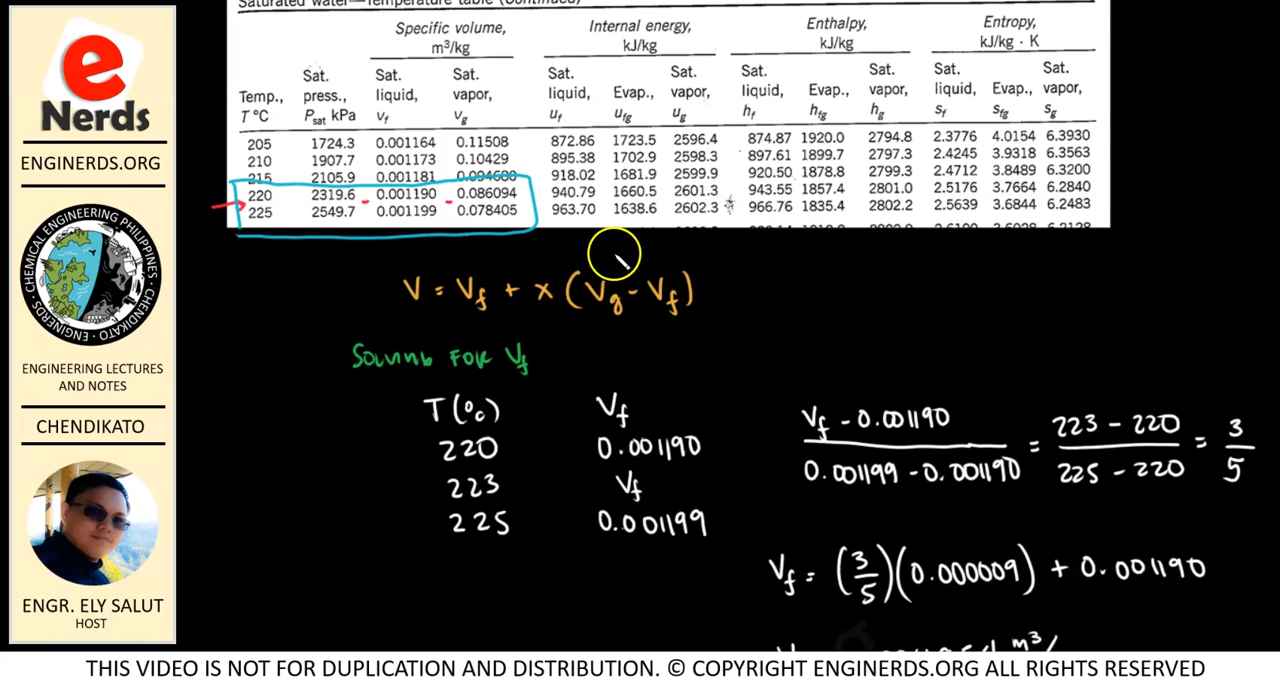 Saturated water—Temperature table (Continued)
Specific volume, m³/kg Internal energy, kJ/kg Enthalpy, kJ/kg Entropy, kJ/kg · K
Temp., T °C Sat. press., Psat kPa Sat. liquid, vf Sat. vapor, vg Sat. liquid, uf Evap., ufg Sat. vapor, ug Sat. liquid, hf Evap., hfg Sat. vapor, hg Sat. liquid, sf Evap., sfg Sat. vapor, sg
205 1724.3 0.001164 0.11508 872.86 1723.5 2596.4 874.87 1920.0 2794.8 2.3776 4.0154 6.3930
210 1907.7 0.001173 0.10429 895.38 1702.9 2598.3 897.61 1899.7 2797.3 2.4245 3.9318 6.3563
215 2105.9 0.001181 0.094680 918.02 1681.9 2599.9 920.50 1878.8 2799.3 2.4712 3.8489 6.3200
220 2319.6 0.001190 0.086094 940.79 1660.5 2601.3 943.55 1857.4 2801.0 2.5176 3.7664 6.2840
225 2549.7 0.001199 0.078405 963.70 1638.6 2602.3 966.76 1835.4 2802.2 2.5639 3.6844 6.2483
e
Nerds
ENGINERDS.ORG
CHEMICAL ENGINEERING PHILIPPINES
CHENDIKATO / ENGINERDS
ENGINEERING LECTURES
AND NOTES
CHENDIKATO
ENGR. ELY SALUT
HOST
V = Vf + x (Vg - Vf)
SOLVING FOR Vf
T(°C) Vf
220 0.001190
223 Vf
225 0.001199
Vf - 0.001190 / 0.001199 - 0.001190 = 223 - 220 / 225 - 220 = 3/5
Vf = (3/5)(0.000009) + 0.001190
m³/
THIS VIDEO IS NOT FOR DUPLICATION AND DISTRIBUTION. © COPYRIGHT ENGINERDS.ORG ALL RIGHTS RESERVED